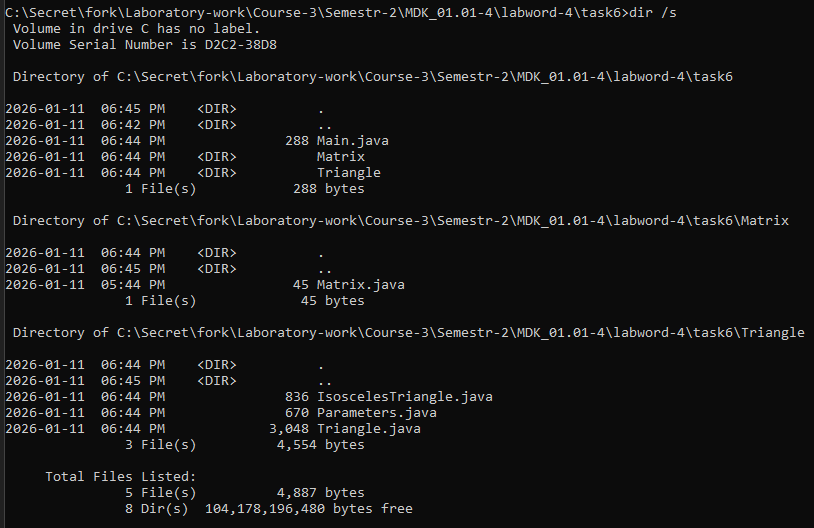 C:\Secret\fork\Laboratory-work\Course-3\Semestr-2\MDK_01.01-4\labword-4\task6>dir /s
 Volume in drive C has no label.
 Volume Serial Number is D2C2-38D8

 Directory of C:\Secret\fork\Laboratory-work\Course-3\Semestr-2\MDK_01.01-4\labword-4\task6

2026-01-11  06:45 PM    <DIR>          .
2026-01-11  06:42 PM    <DIR>          ..
2026-01-11  06:44 PM               288 Main.java
2026-01-11  06:44 PM    <DIR>          Matrix
2026-01-11  06:44 PM    <DIR>          Triangle
               1 File(s)            288 bytes

 Directory of C:\Secret\fork\Laboratory-work\Course-3\Semestr-2\MDK_01.01-4\labword-4\task6\Matrix

2026-01-11  06:44 PM    <DIR>          .
2026-01-11  06:45 PM    <DIR>          ..
2026-01-11  05:44 PM                45 Matrix.java
               1 File(s)             45 bytes

 Directory of C:\Secret\fork\Laboratory-work\Course-3\Semestr-2\MDK_01.01-4\labword-4\task6\Triangle

2026-01-11  06:44 PM    <DIR>          .
2026-01-11  06:45 PM    <DIR>          ..
2026-01-11  06:44 PM               836 IsoscelesTriangle.java
2026-01-11  06:44 PM               670 Parameters.java
2026-01-11  06:44 PM             3,048 Triangle.java
               3 File(s)          4,554 bytes

     Total Files Listed:
               5 File(s)          4,887 bytes
               8 Dir(s)  104,178,196,480 bytes free